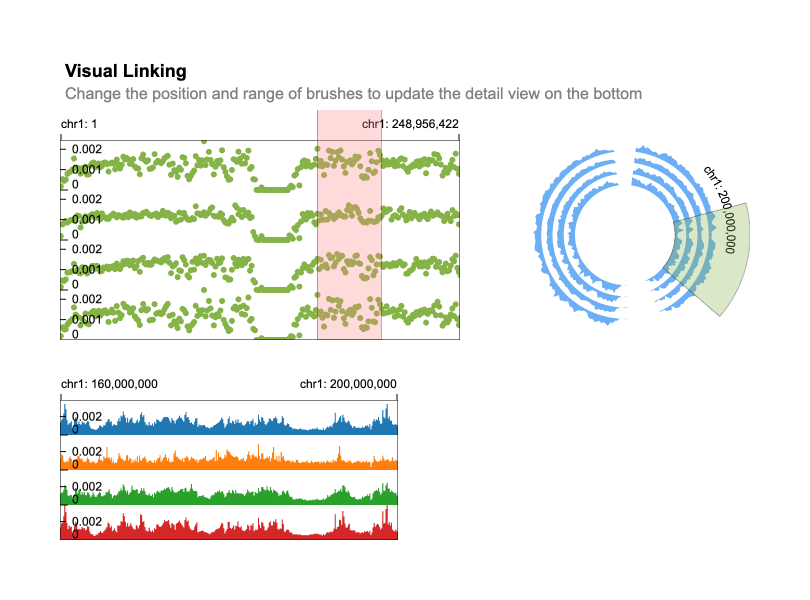 Visual Linking
Change the position and range of brushes to update the detail view on the bottom
chr1: 1
chr1: 248,956,422
0.002
0.001
0
0.002
0.001
0
0.002
0.001
0
0.002
0.001
0
chr1: 200,000,000
chr1: 160,000,000
chr1: 200,000,000
0.002
0
0.002
0
0.002
0
0.002
0